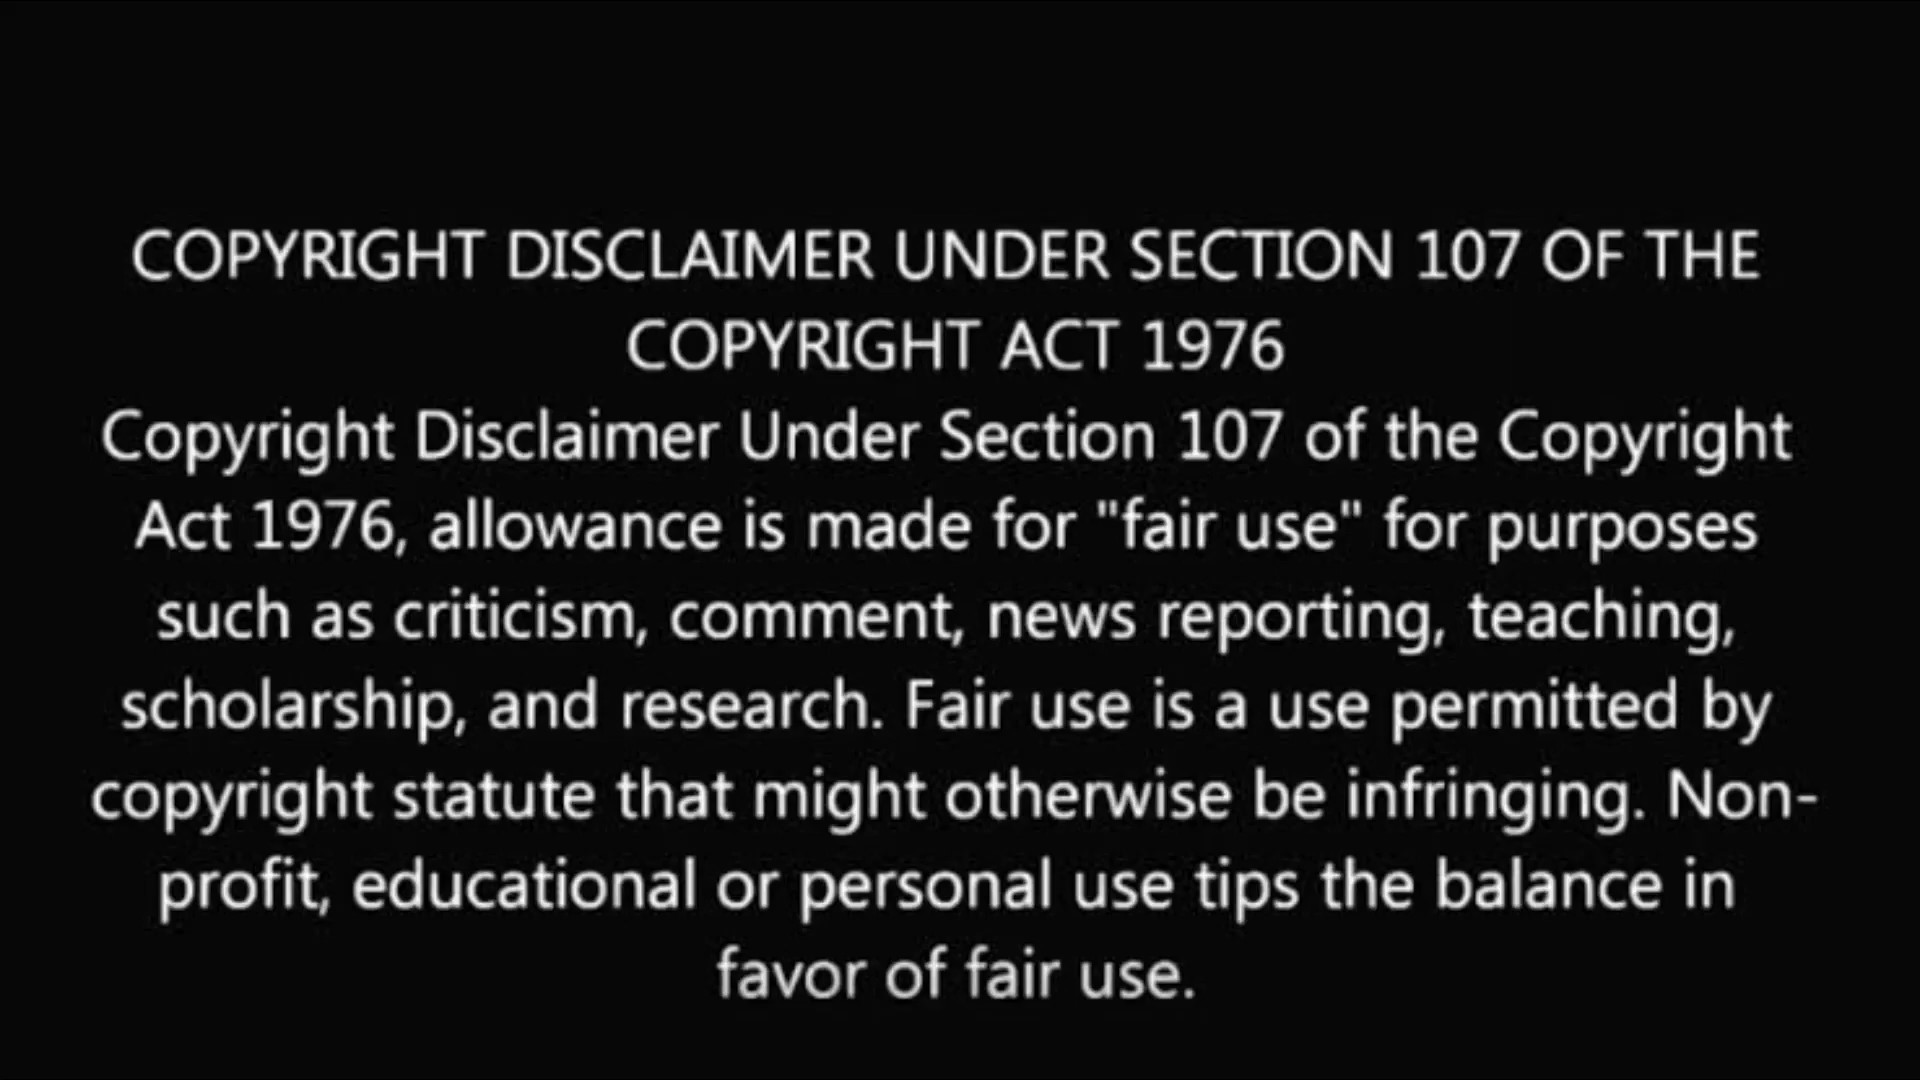 COPYRIGHT DISCLAIMER UNDER SECTION 107 OF THE
COPYRIGHT ACT 1976
Copyright Disclaimer Under Section 107 of the Copyright
Act 1976, allowance is made for "fair use" for purposes
such as criticism, comment, news reporting, teaching,
scholarship, and research. Fair use is a use permitted by
copyright statute that might otherwise be infringing. Non-
profit, educational or personal use tips the balance in
favor of fair use.